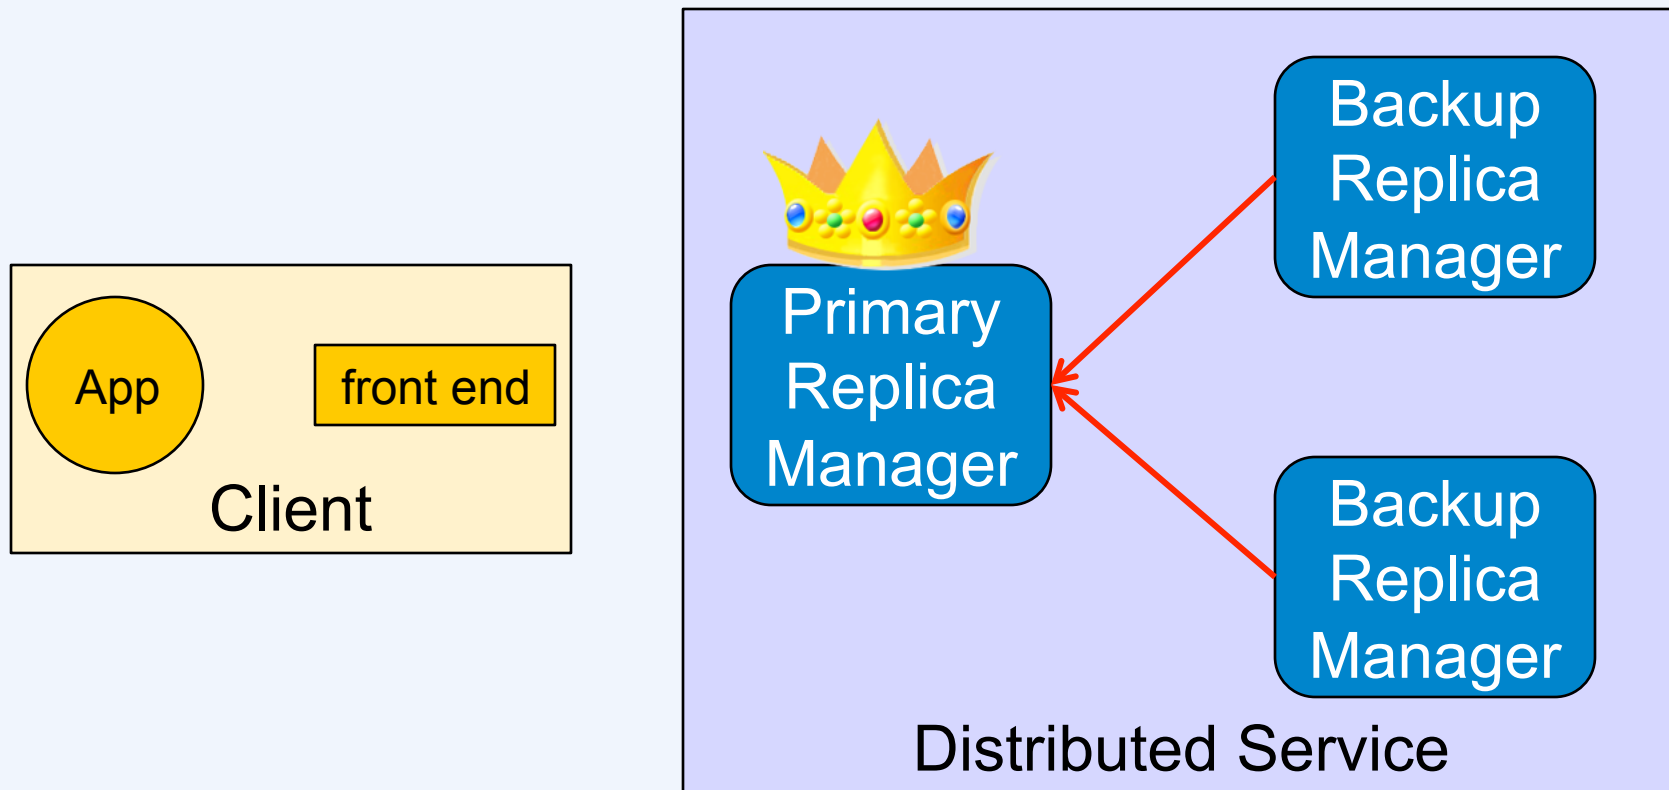 App
front end
Client
Primary
Replica
Manager
Backup
Replica
Manager
Backup
Replica
Manager
Distributed Service